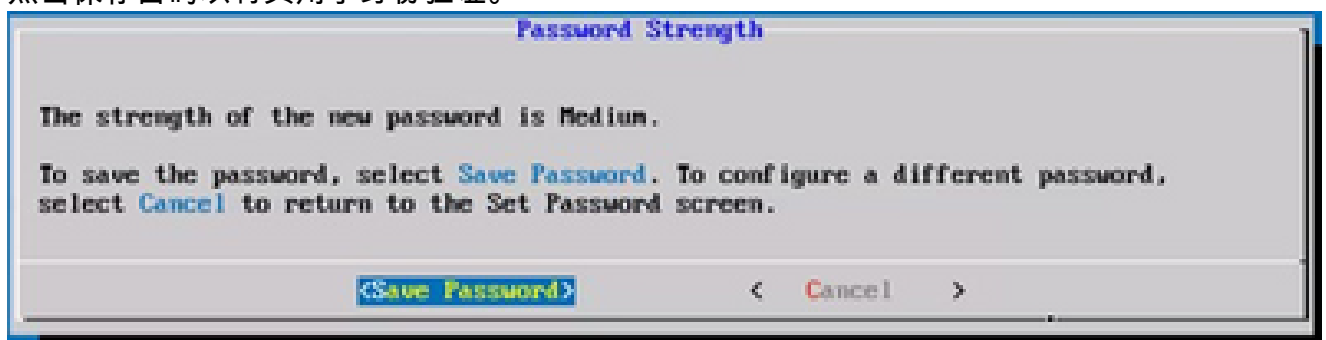 Password Strength
The strength of the new password is Medium.
To save the password, select Save Password. To configure a different password,
select Cancel to return to the Set Password screen.
<Save Password> < Cancel >